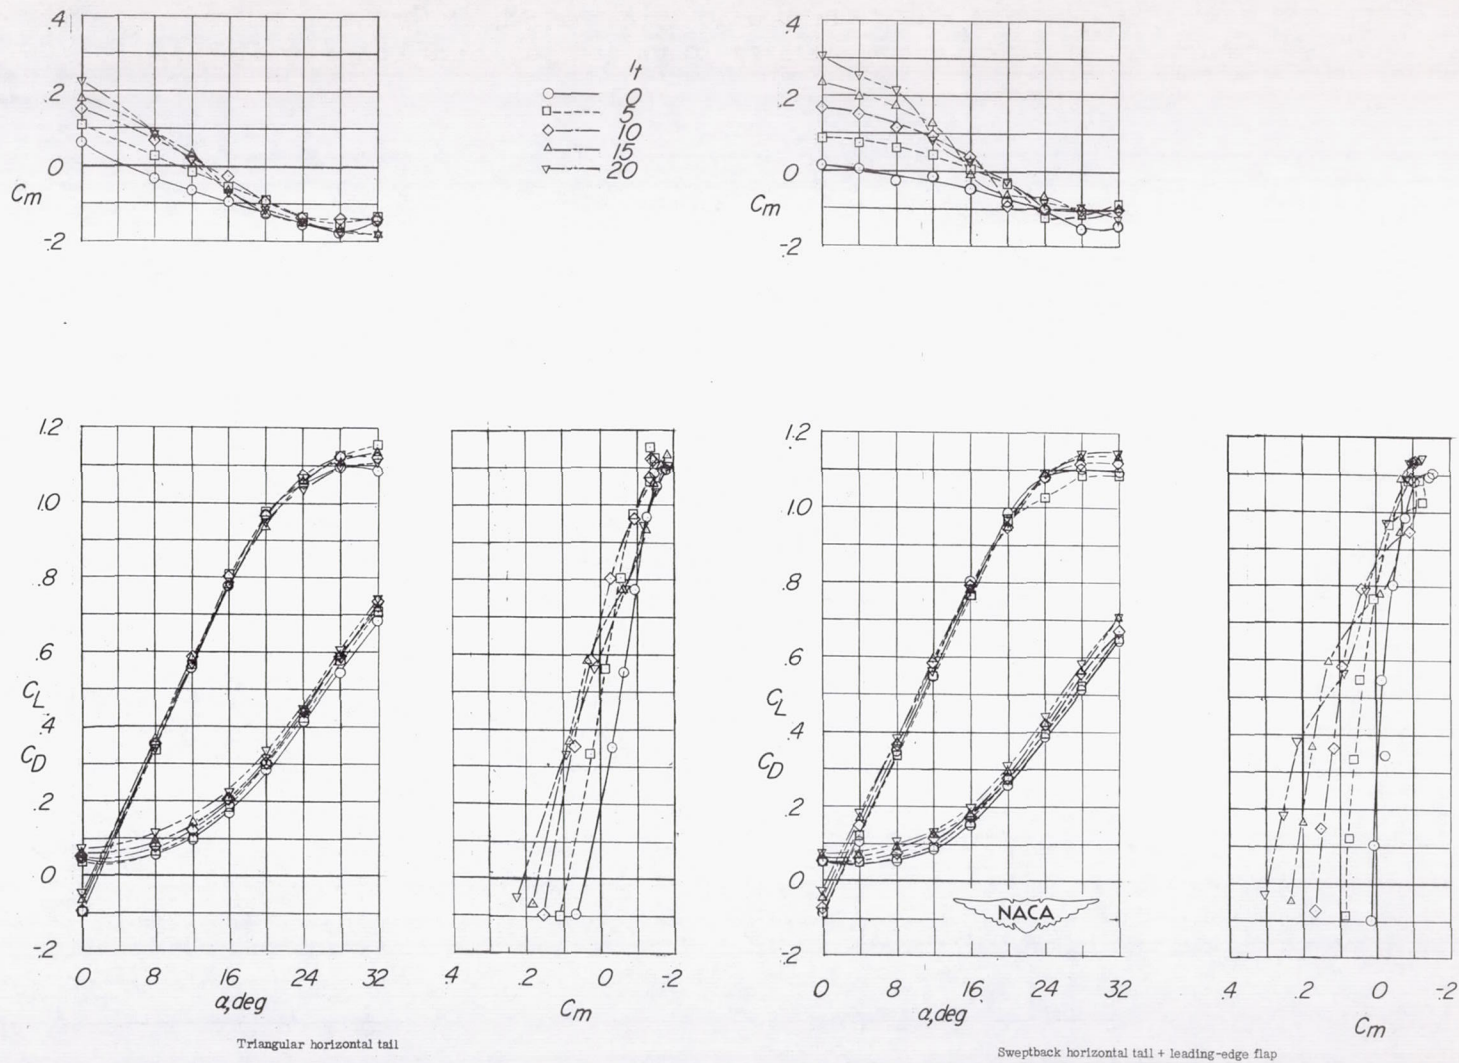 .4
.2
0
Cm
-.2
it
0
5
10
15
20
.4
.2
0
Cm
-.2
1.2
1.0
.8
.6
CL
.4
CD
.2
0
-.2
0 8 16 24 32
α,deg
.4 .2 0 -.2
Cm
Triangular horizontal tail
1.2
1.0
.8
.6
CL
.4
CD
.2
0
-.2
NACA
0 8 16 24 32
α,deg
.4 .2 0 -.2
Cm
Sweptback horizontal tail + leading-edge flap